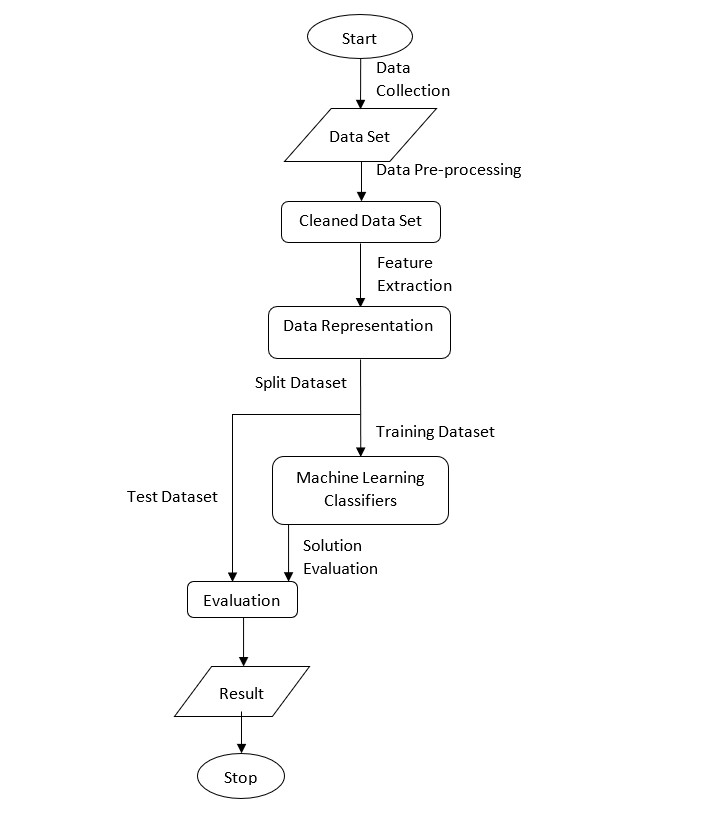 Start
Data
Collection
Data Set
Data Pre-processing
Cleaned Data Set
Feature
Extraction
Data Representation
Split Dataset
Training Dataset
Machine Learning
Classifiers
Test Dataset
Solution
Evaluation
Evaluation
Result
Stop